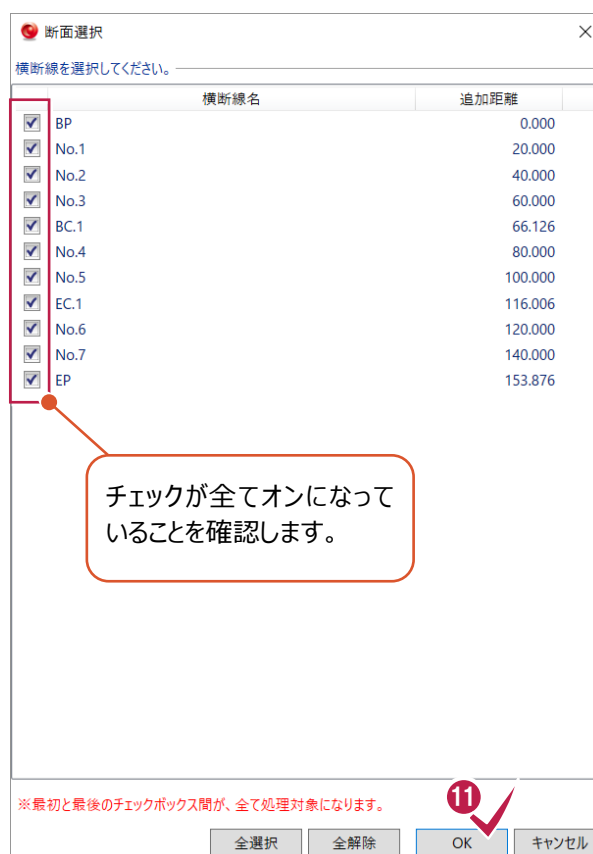 断面選択
横断線を選択してください。
横断線名 追加距離
BP 0.000
No.1 20.000
No.2 40.000
No.3 60.000
BC.1 66.126
No.4 80.000
No.5 100.000
EC.1 116.006
No.6 120.000
No.7 140.000
EP 153.876
チェックが全てオンになって
いることを確認します。
※最初と最後のチェックボックス間が、全て処理対象になります。
11
全選択 全解除 OK キャンセル